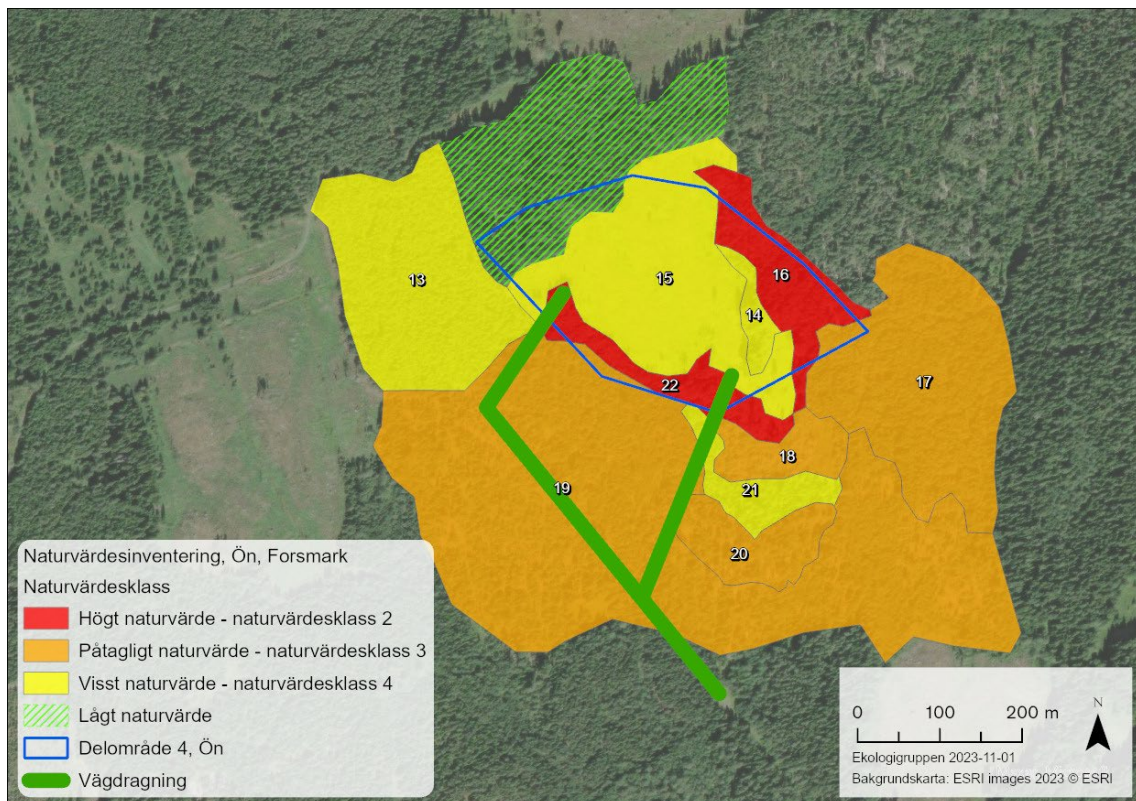 13
15
16
14
17
22
18
19
21
20
Naturvärdesinventering, Ön, Forsmark
Naturvärdesklass
Högt naturvärde - naturvärdesklass 2
Påtagligt naturvärde - naturvärdesklass 3
Visst naturvärde - naturvärdesklass 4
Lågt naturvärde
Delområde 4, Ön
Vägdragning
0 100 200 m
N
Ekologigruppen 2023-11-01
Bakgrundskarta: ESRI images 2023 © ESRI